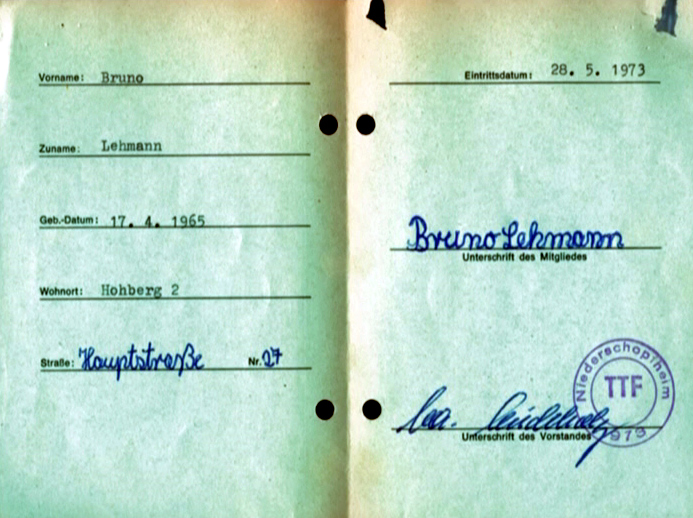 Vorname: Bruno
Zuname: Lehmann
Geb.-Datum: 17. 4. 1965
Wohnort: Hohberg 2
Straße: Hauptstraße Nr. 27
Eintrittsdatum: 28. 5. 1973
Bruno Lehmann
Unterschrift des Mitgliedes
Niederschopfheim
TTF
1973
Unterschrift des Vorstandes